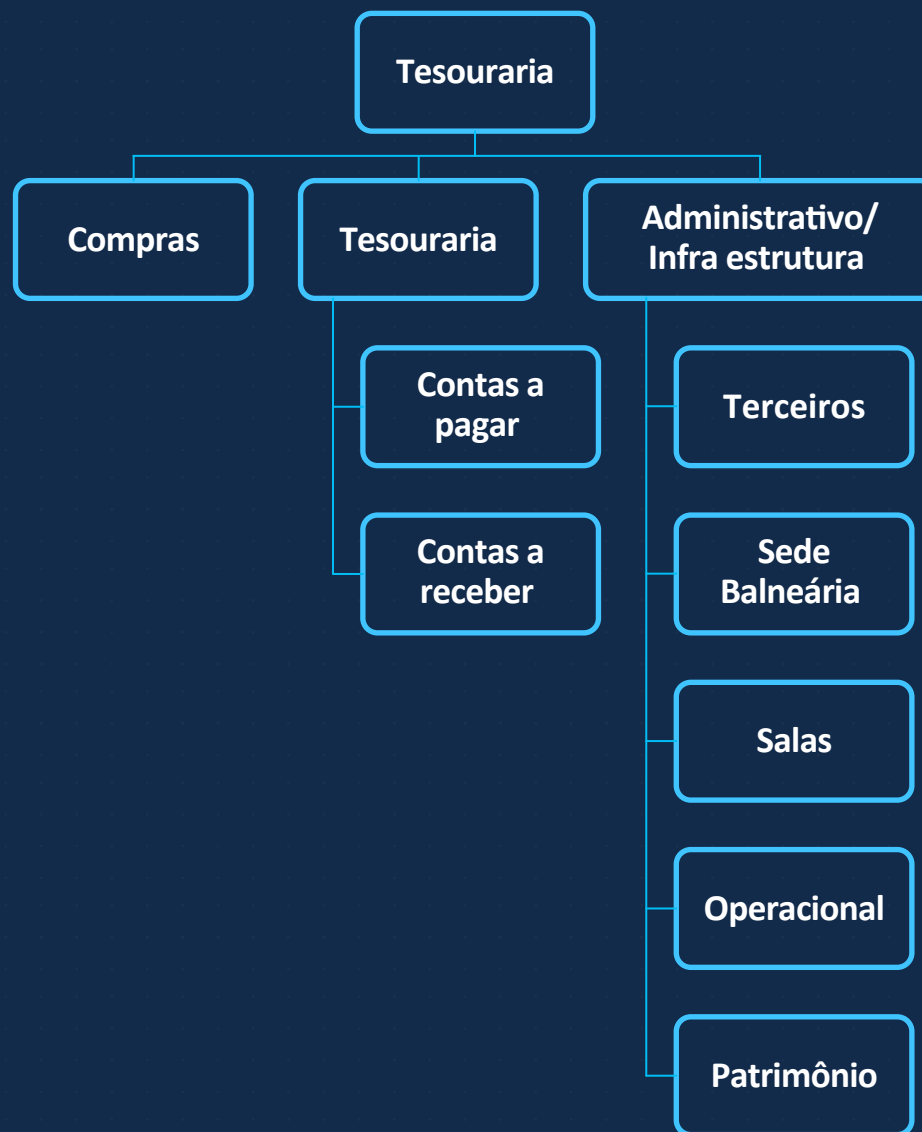 Tesouraria
Compras
Tesouraria
Administrativo/
Infra estrutura
Contas a
pagar
Contas a
receber
Terceiros
Sede
Balneária
Salas
Operacional
Patrimônio